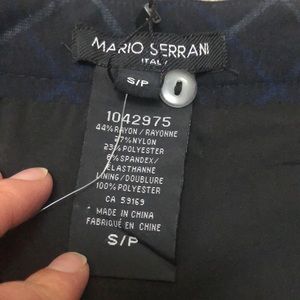 MARIO SERRANI
ITALY
S/P
1042975
44% RAYON / RAYONNE
27% NYLON
23% POLYESTER
6% SPANDEX/
ELASTHANNE
LINING/DOUBLURE
100% POLYESTER
CA 59169
MADE IN CHINA
FABRIQUÉ EN CHINE
S/P